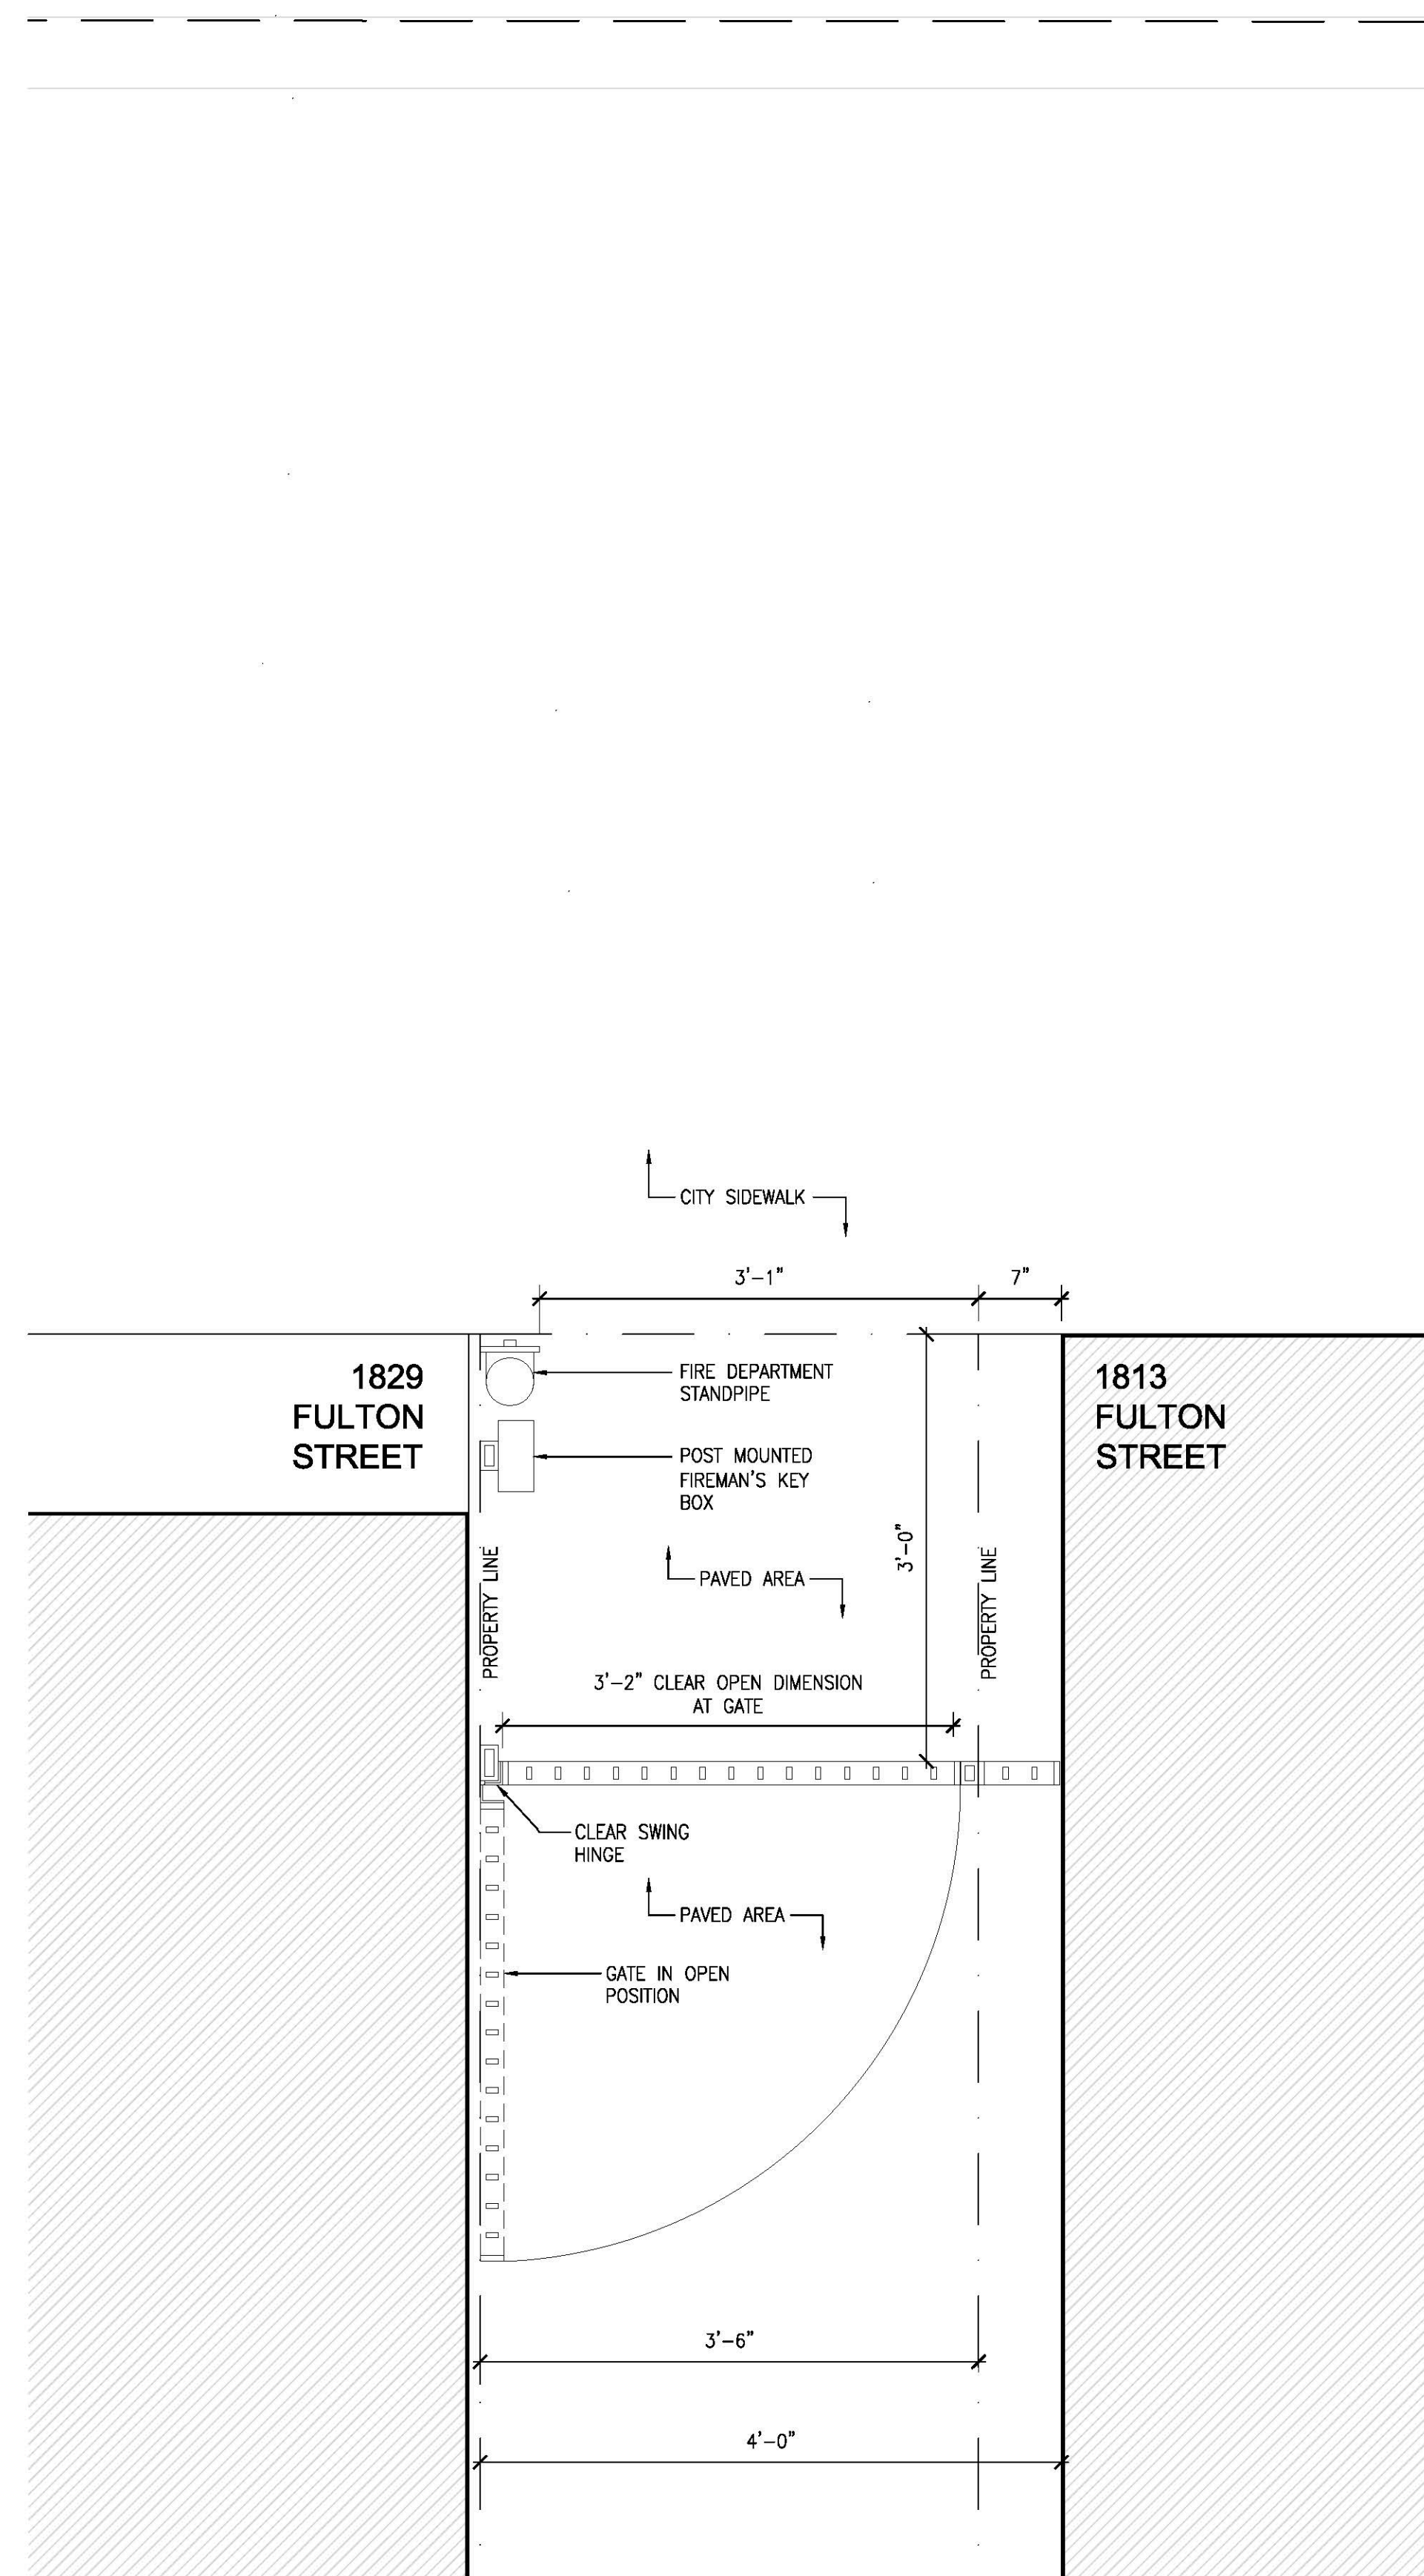 CITY SIDEWALK
3'-1"
7"
1829
FULTON
STREET
FIRE DEPARTMENT
STANDPIPE
1813
FULTON
STREET
POST MOUNTED
FIREMAN'S KEY
BOX
3'-0"
PROPERTY LINE
PAVED AREA
PROPERTY LINE
3'-2" CLEAR OPEN DIMENSION
AT GATE
CLEAR SWING
HINGE
PAVED AREA
GATE IN OPEN
POSITION
3'-6"
4'-0"